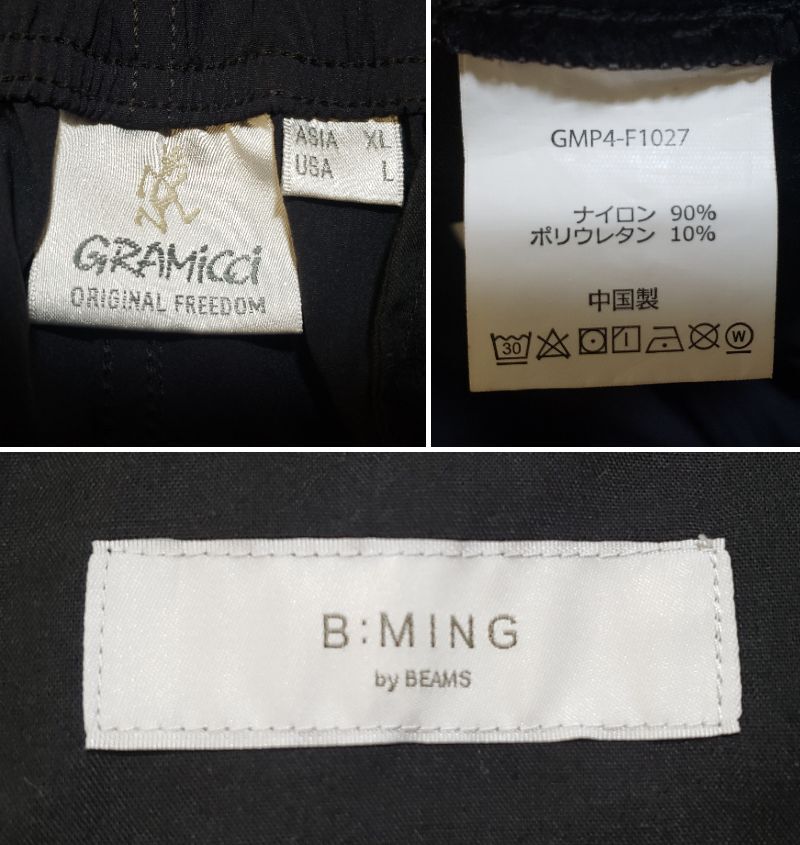 GRAMiCCi
ORIGINAL FREEDOM
ASIA XL
USA L
GMP4-F1027
ナイロン 90%
ポリウレタン 10%
中国製
30
W
B:MING
by BEAMS